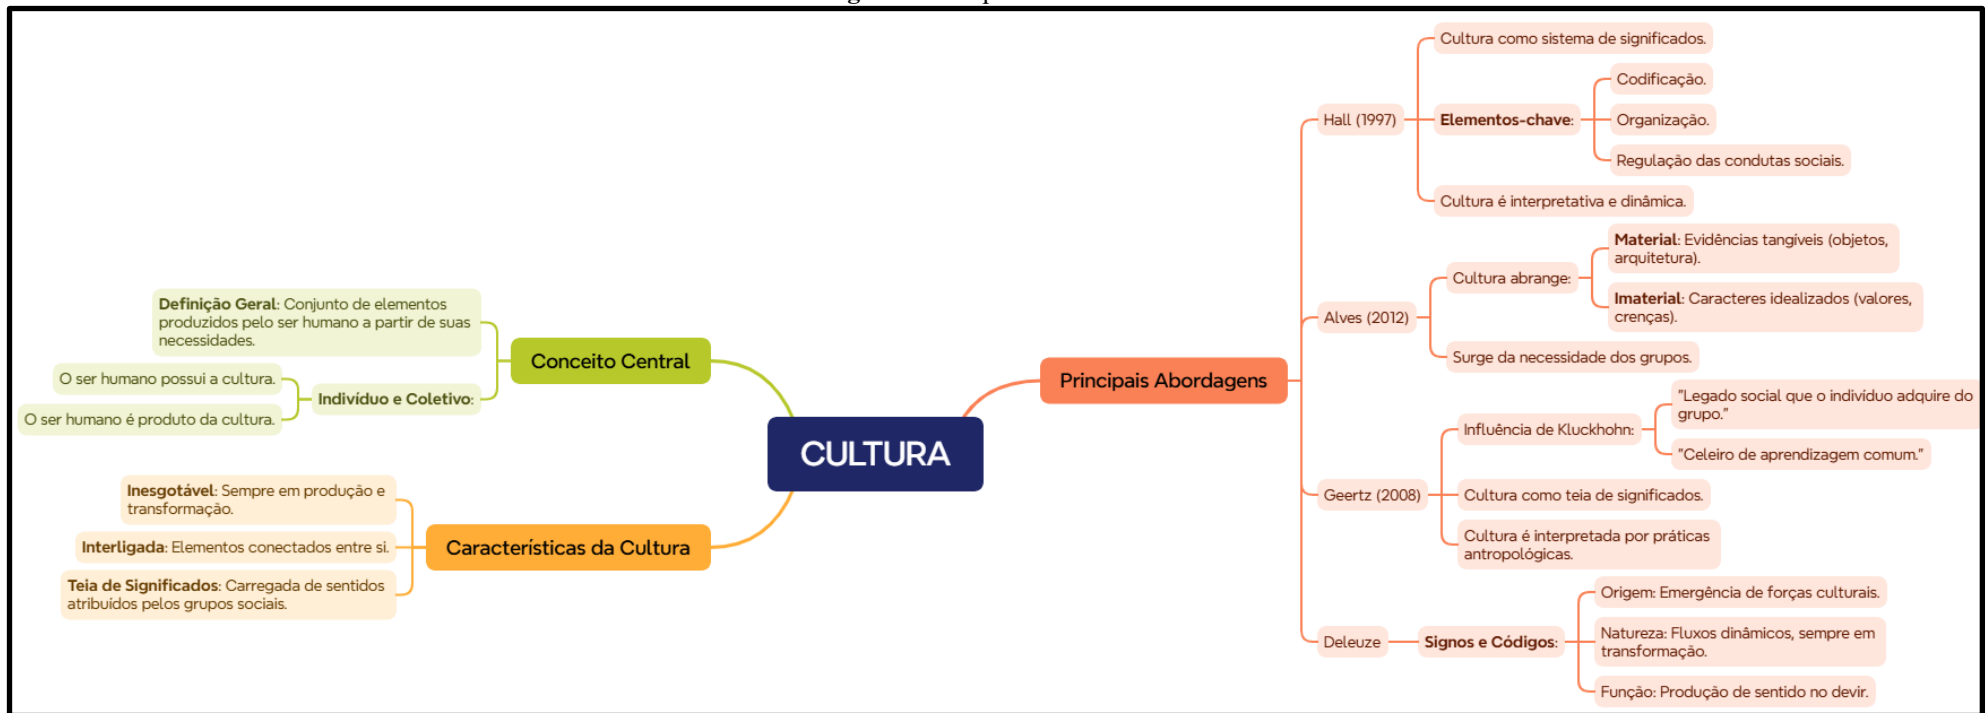 CULTURA
Conceito Central
Definição Geral: Conjunto de elementos
produzidos pelo ser humano a partir de suas
necessidades.
Indivíduo e Coletivo:
O ser humano possui a cultura.
O ser humano é produto da cultura.
Características da Cultura
Inesgotável: Sempre em produção e
transformação.
Interligada: Elementos conectados entre si.
Teia de Significados: Carregada de sentidos
atribuídos pelos grupos sociais.
Principais Abordagens
Hall (1997)
Cultura como sistema de significados.
Elementos-chave:
Codificação.
Organização.
Regulação das condutas sociais.
Cultura é interpretativa e dinâmica.
Alves (2012)
Cultura abrange:
Material: Evidências tangíveis (objetos,
arquitetura).
Imaterial: Caracteres idealizados (valores,
crenças).
Surge da necessidade dos grupos.
Geertz (2008)
Influência de Kluckhohn:
"Legado social que o indivíduo adquire do
grupo."
"Celeiro de aprendizagem comum."
Cultura como teia de significados.
Cultura é interpretada por práticas
antropológicas.
Deleuze
Signos e Códigos:
Origem: Emergência de forças culturais.
Natureza: Fluxos dinâmicos, sempre em
transformação.
Função: Produção de sentido no devir.